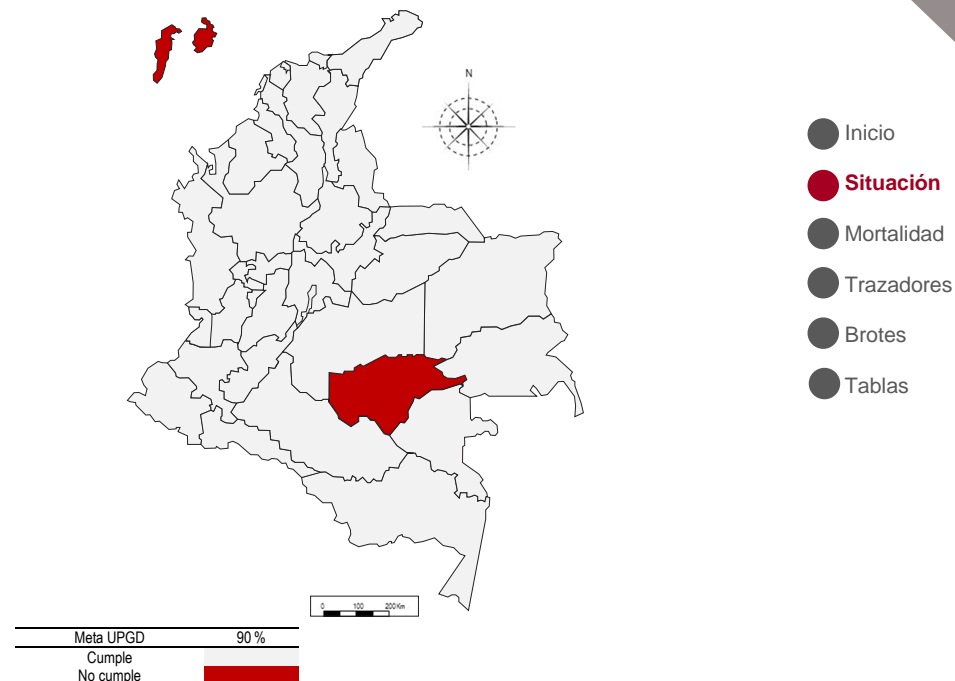 N
Inicio
Situación
Mortalidad
Trazadores
Brotes
Tablas
0 100 200 Km
Meta UPGD 90 %
Cumple
No cumple